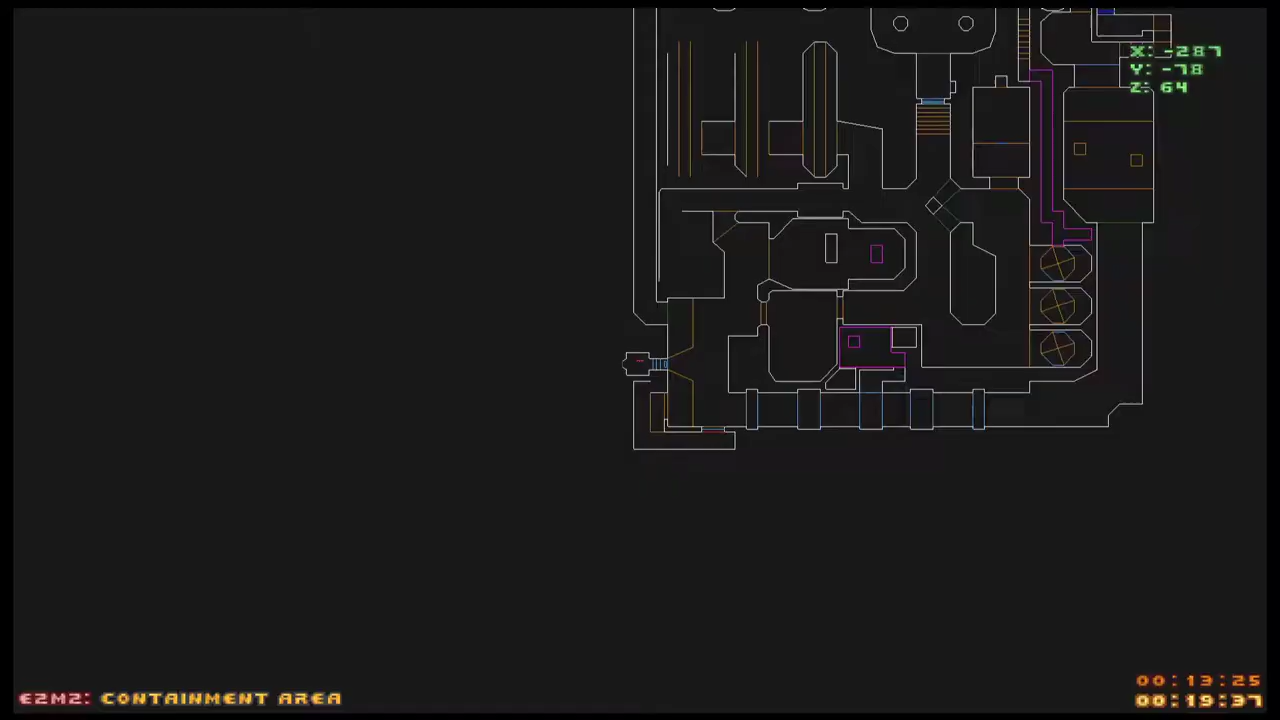 X: -287
Y: -78
Z: 64
00:13:25
E2M2: CONTAINMENT AREA
00:19:37